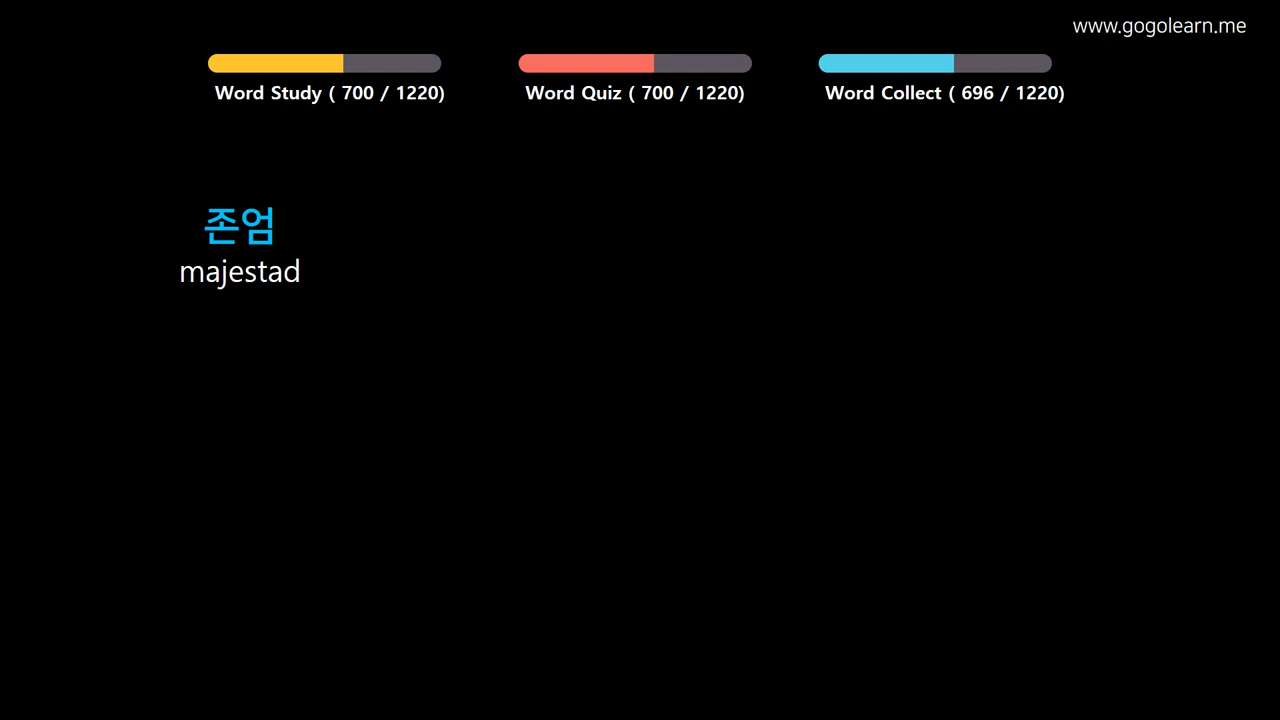 www.gogolearn.me
Word Study ( 700 / 1220)
Word Quiz ( 700 / 1220)
Word Collect ( 696 / 1220)
존엄
majestad